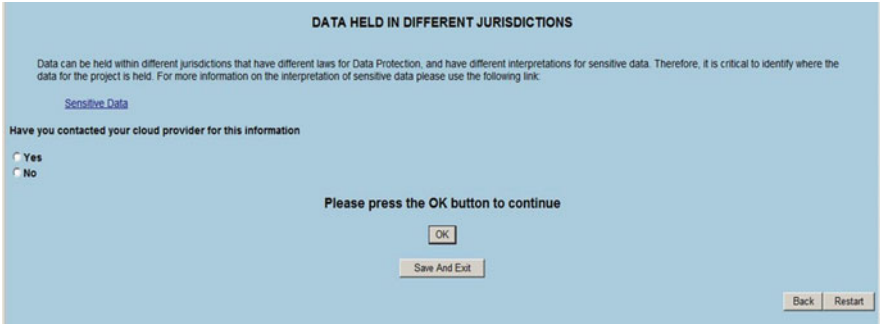 DATA HELD IN DIFFERENT JURISDICTIONS
Data can be held within different jurisdictions that have different laws for Data Protection, and have different interpretations for sensitive data. Therefore, it is critical to identify where the
data for the project is held. For more information on the interpretation of sensitive data please use the following link:
Sensitive Data
Have you contacted your cloud provider for this information
Yes
No
Please press the OK button to continue
OK
Save And Exit
Back Restart